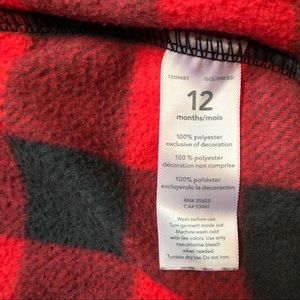 121H683
12
months/mois
100% polyester
exclusive of decoration
100 % polyester
décoration non comprise
100% poliéster
excluyendo la decoración
RN# 35623
Wash before use.
Turn garment inside out.
Machine wash cold
with like colors. Use only
non-chlorine bleach
when needed.
Tumble dry low. Do not iron.